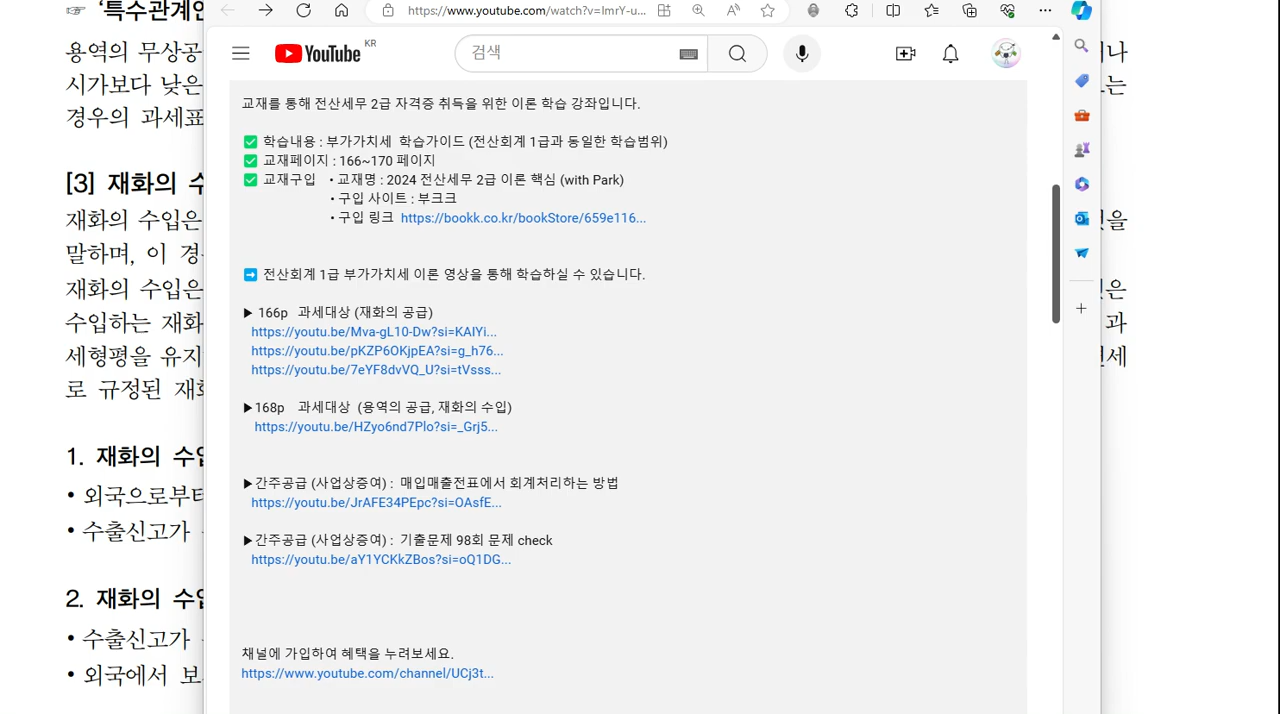 https://www.youtube.com/watch?v=ImrY-u...
YouTube KR
검색
교재를 통해 전산세무 2급 자격증 취득을 위한 이론 학습 강좌입니다.
✅ 학습내용 : 부가가치세 학습가이드 (전산회계 1급과 동일한 학습범위)
✅ 교재페이지 : 166~170 페이지
✅ 교재구입 • 교재명 : 2024 전산세무 2급 이론 핵심 (with Park)
• 구입 사이트 : 부크크
• 구입 링크 https://bookk.co.kr/bookStore/659e116...
➡ 전산회계 1급 부가가치세 이론 영상을 통해 학습하실 수 있습니다.
▶ 166p 과세대상 (재화의 공급)
https://youtu.be/Mva-gL10-Dw?si=KAIYi...
https://youtu.be/pKZP6OKjpEA?si=g_h76...
https://youtu.be/7eYF8dvVQ_U?si=tVsss...
▶168p 과세대상 (용역의 공급, 재화의 수입)
https://youtu.be/HZyo6nd7Plo?si=_Grj5...
▶간주공급 (사업상증여) : 매입매출전표에서 회계처리하는 방법
https://youtu.be/JrAFE34PEpc?si=OAsfE...
▶간주공급 (사업상증여) : 기출문제 98회 문제 check
https://youtu.be/aY1YCKkZBos?si=oQ1DG...
채널에 가입하여 혜택을 누려보세요.
https://www.youtube.com/channel/UCj3t...
☞ ‘특수관계인
용역의 무상공
시가보다 낮은
경우의 과세표
[3] 재화의 수
재화의 수입은
말하며, 이 경
재화의 수입은
수입하는 재화
세형평을 유지
로 규정된 재화
1. 재화의 수입
• 외국으로부터
• 수출신고가
2. 재화의 수입
• 수출신고가
• 외국에서 보